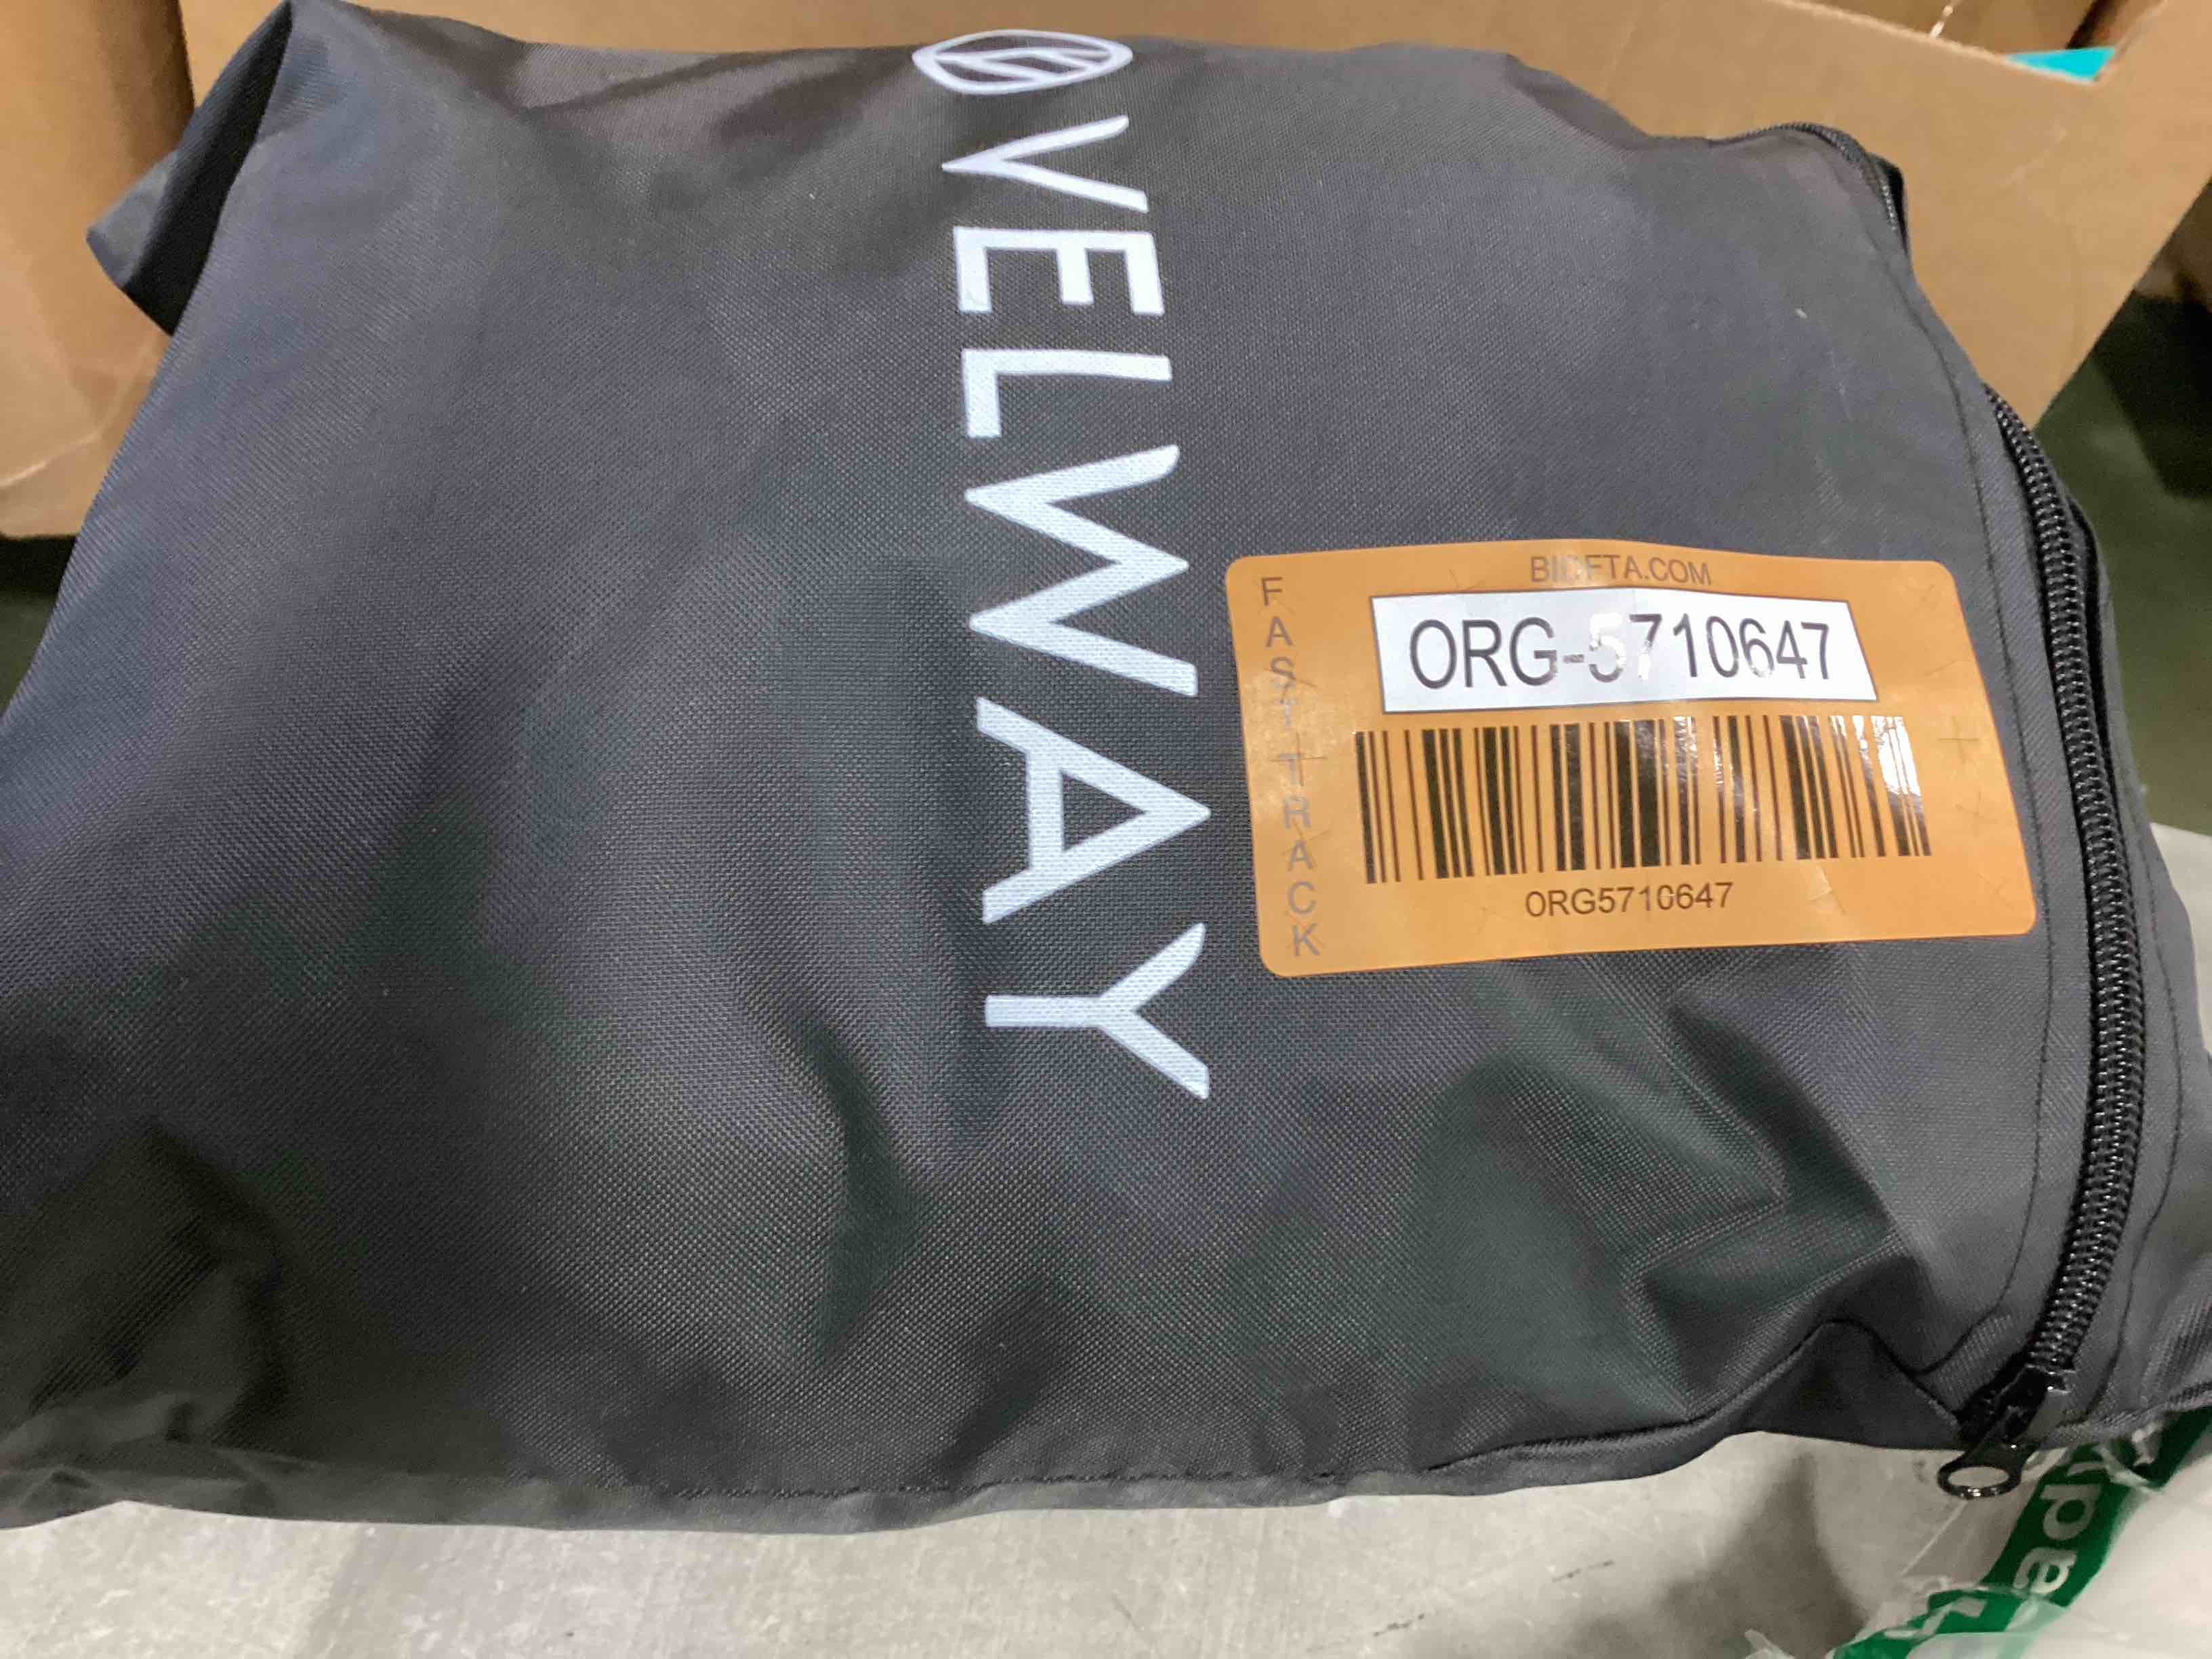 VELWAY
BIDFTA.COM
FAST TRACK
ORG-5710647
ORG5710647